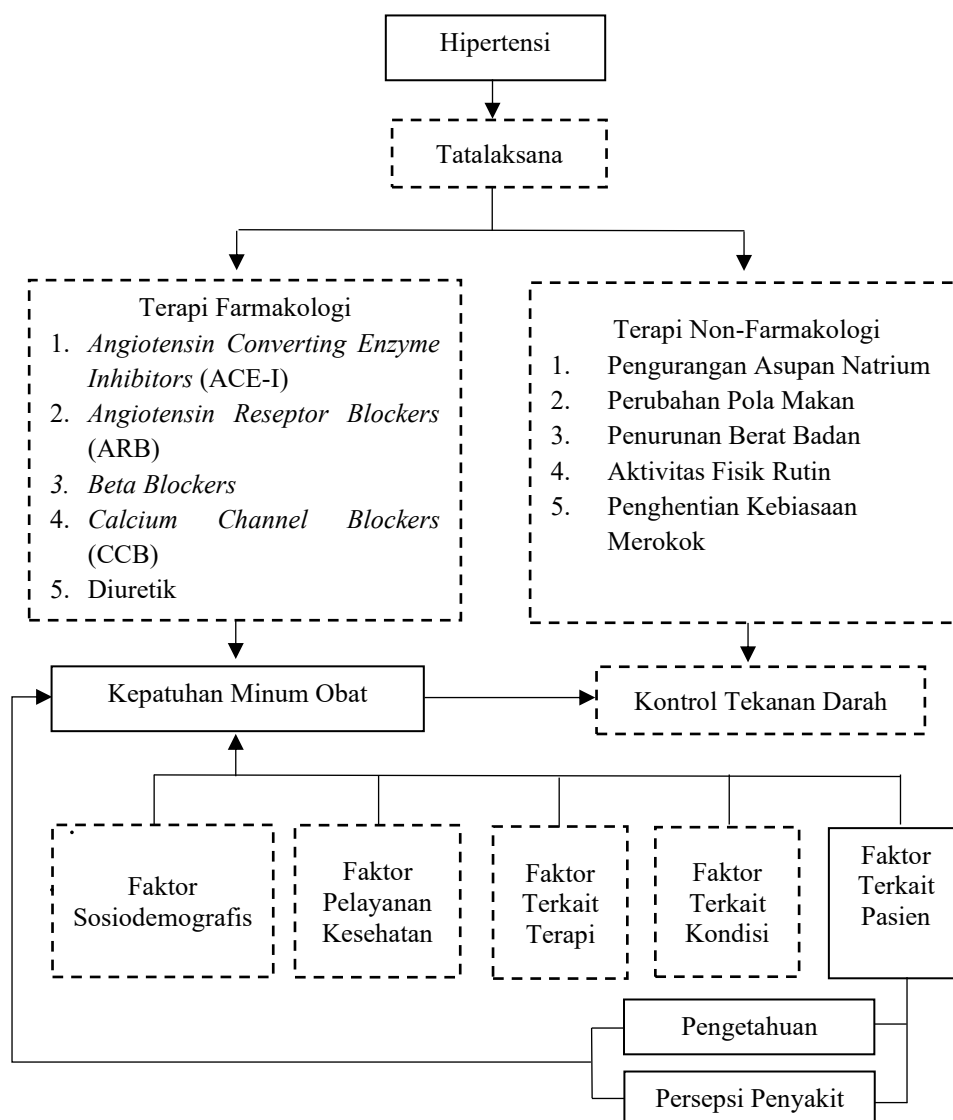 Hipertensi
Tatalaksana
Terapi Farmakologi
1. Angiotensin Converting Enzyme
Inhibitors (ACE-I)
2. Angiotensin Reseptor Blockers
(ARB)
3. Beta Blockers
4. Calcium Channel Blockers
(CCB)
5. Diuretik
Terapi Non-Farmakologi
1. Pengurangan Asupan Natrium
2. Perubahan Pola Makan
3. Penurunan Berat Badan
4. Aktivitas Fisik Rutin
5. Penghentian Kebiasaan
Merokok
Kepatuhan Minum Obat
Kontrol Tekanan Darah
Faktor
Sosiodemografis
Faktor
Pelayanan
Kesehatan
Faktor
Terkait
Terapi
Faktor
Terkait
Kondisi
Faktor
Terkait
Pasien
Pengetahuan
Persepsi Penyakit